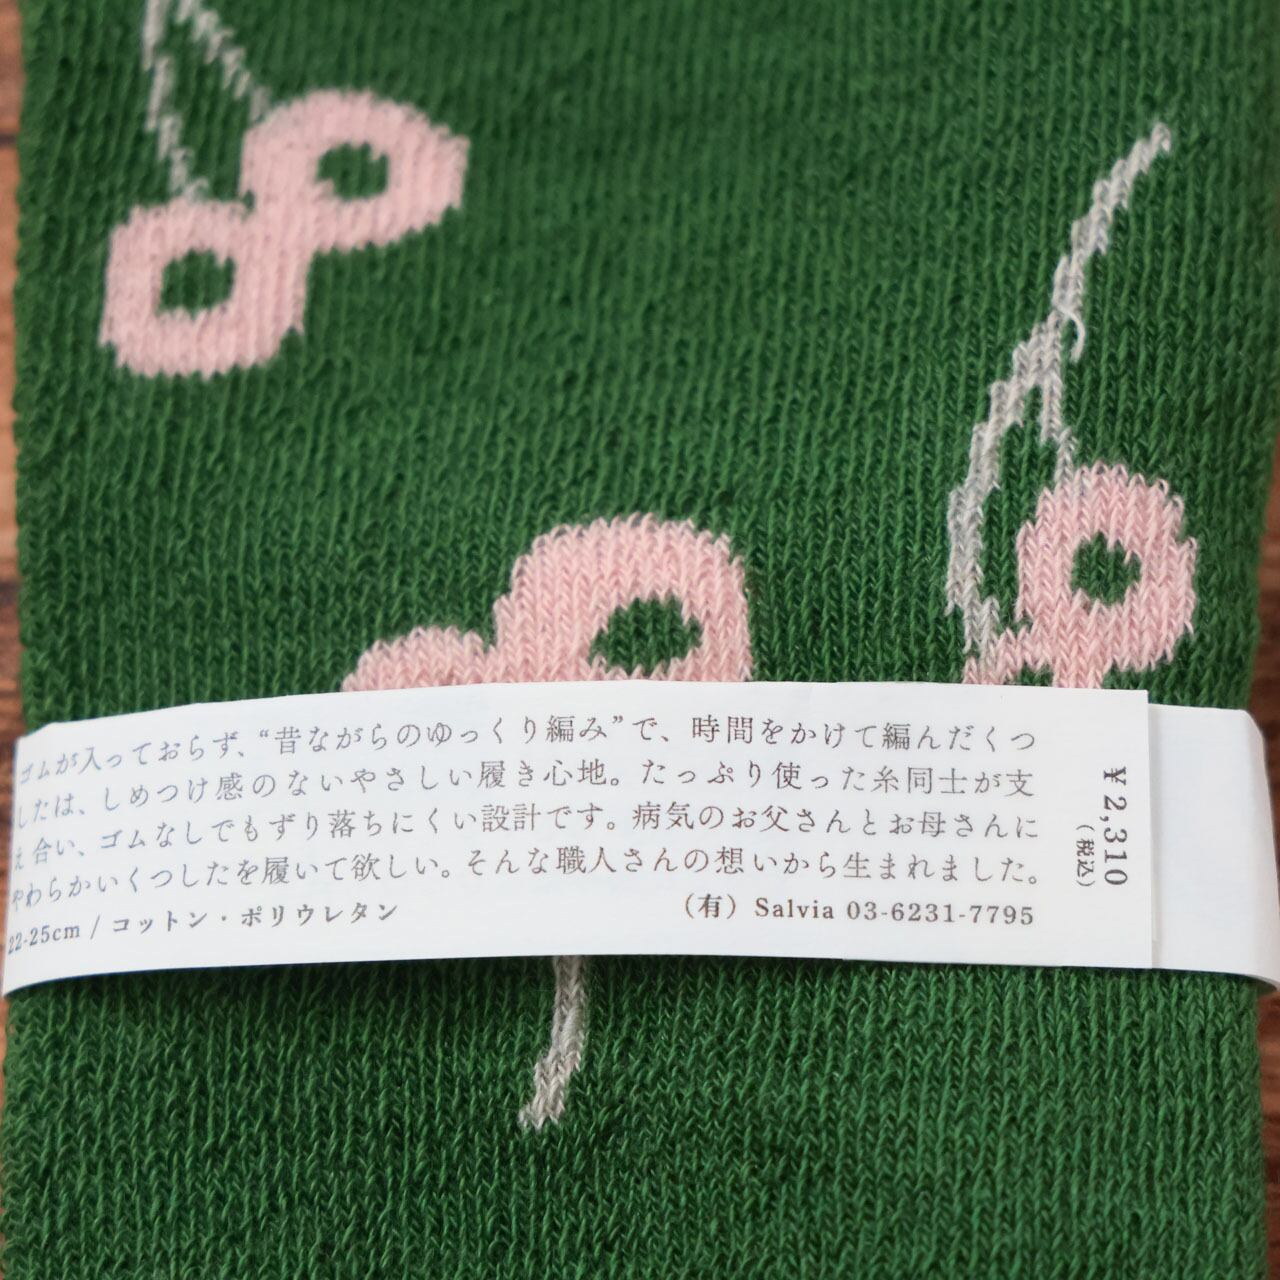 ゴムが入っておらず、“昔ながらのゆっくり編み”で、時間をかけて編んだくつ
したは、しめつけ感のないやさしい履き心地。たっぷり使った糸同士が支
え合い、ゴムなしでもずり落ちにくい設計です。病気のお父さんとお母さんに
やわらかいくつしたを履いて欲しい。そんな職人さんの想いから生まれました。
22-25cm / コットン・ポリウレタン
（有）Salvia 03-6231-7795
¥2,310
（税込）